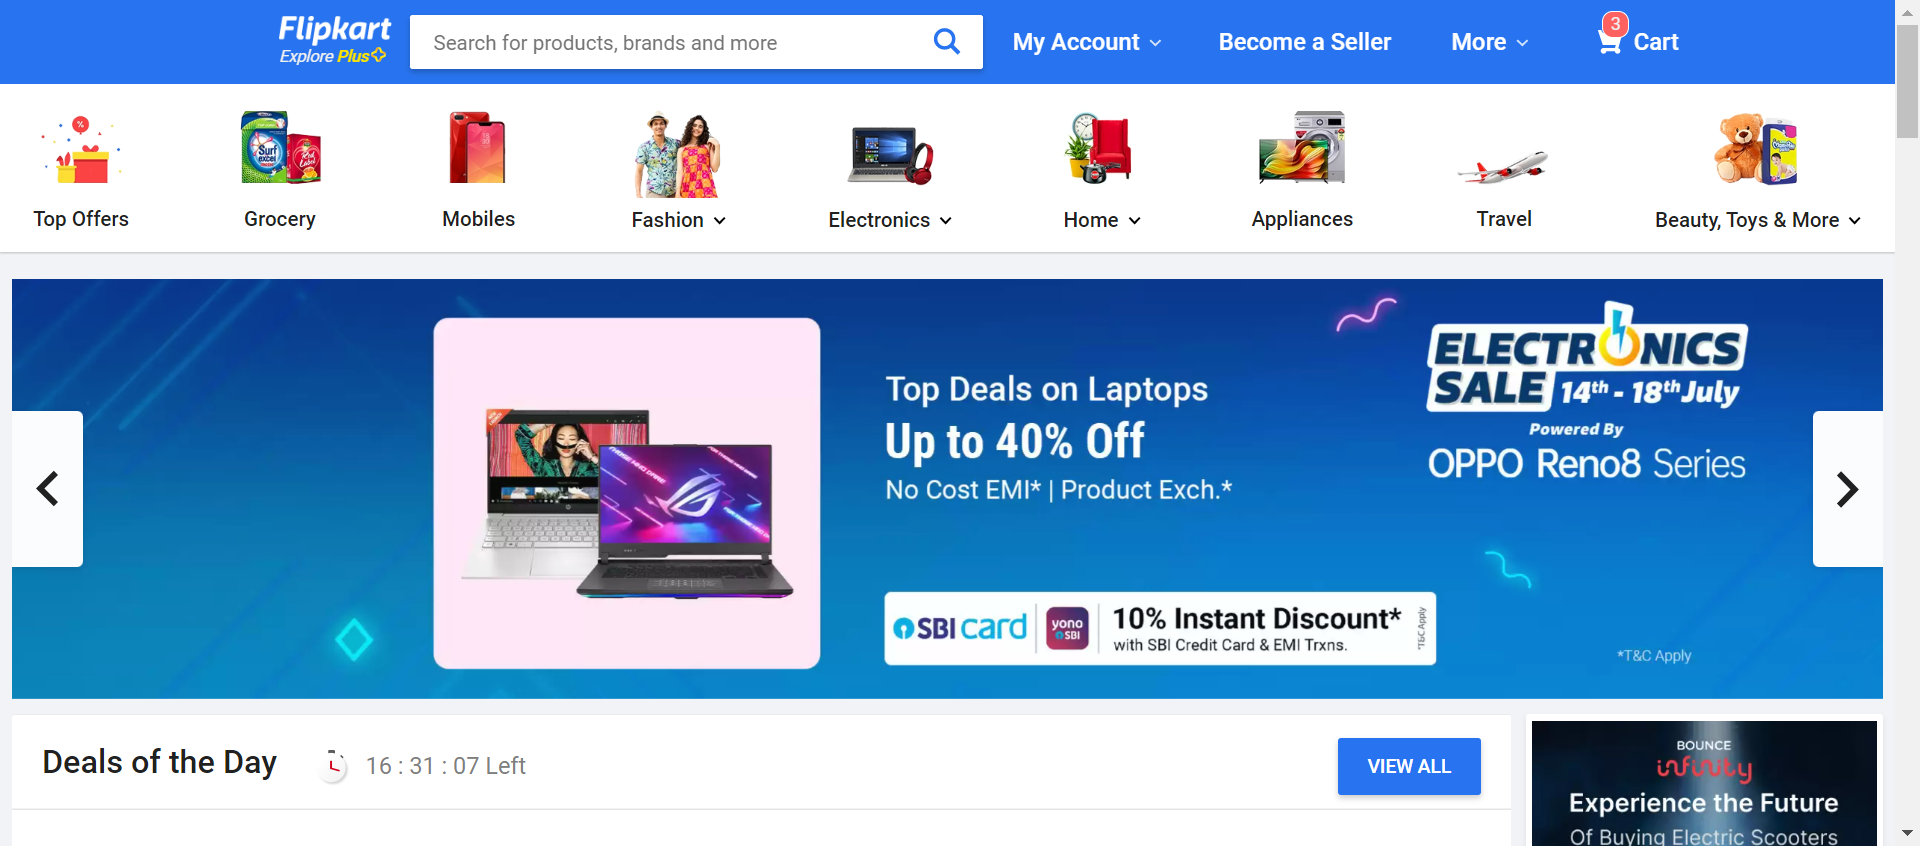 Flipkart
Explore Plus
Search for products, brands and more
My Account
Become a Seller
More
3
Cart
Top Offers
Grocery
Mobiles
Fashion
Electronics
Home
Appliances
Travel
Beauty, Toys & More
Top Deals on Laptops
Up to 40% Off
No Cost EMI* | Product Exch.*
ELECTRONICS
SALE 14th - 18th July
Powered By
OPPO Reno8 Series
SBI card
yono
SBI
10% Instant Discount*
with SBI Credit Card & EMI Trxns.
*T&C Apply
*T&C Apply
Deals of the Day
16 : 31 : 07 Left
VIEW ALL
BOUNCE
infinity
Experience the Future
Of Buying Electric Scooters